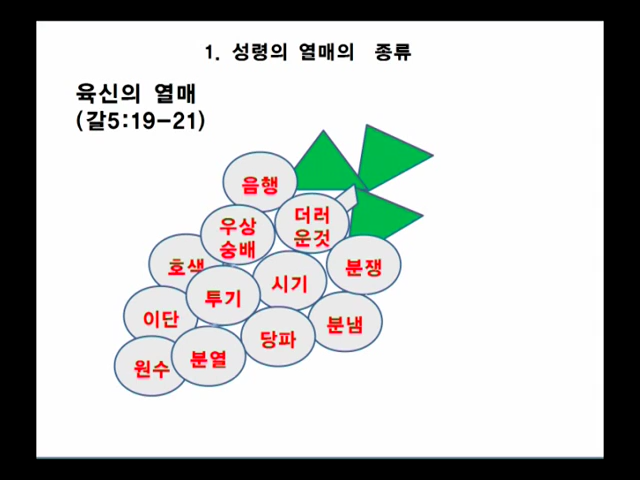 1. 성령의 열매의 종류
육신의 열매
(갈5:19-21)
음행
더러
운것
우상
숭배
호색
시기
분쟁
투기
이단
분냄
당파
분열
원수